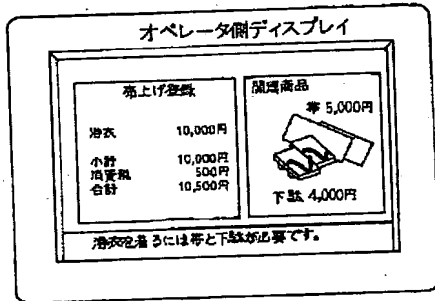 オペレータ側ディスプレイ
売上げ登録
浴衣 10,000円
小計 10,000円
消費税 500円
合計 10,500円
関連商品
帯 5,000円
下駄 4,000円
浴衣を着るには帯と下駄が必要です。